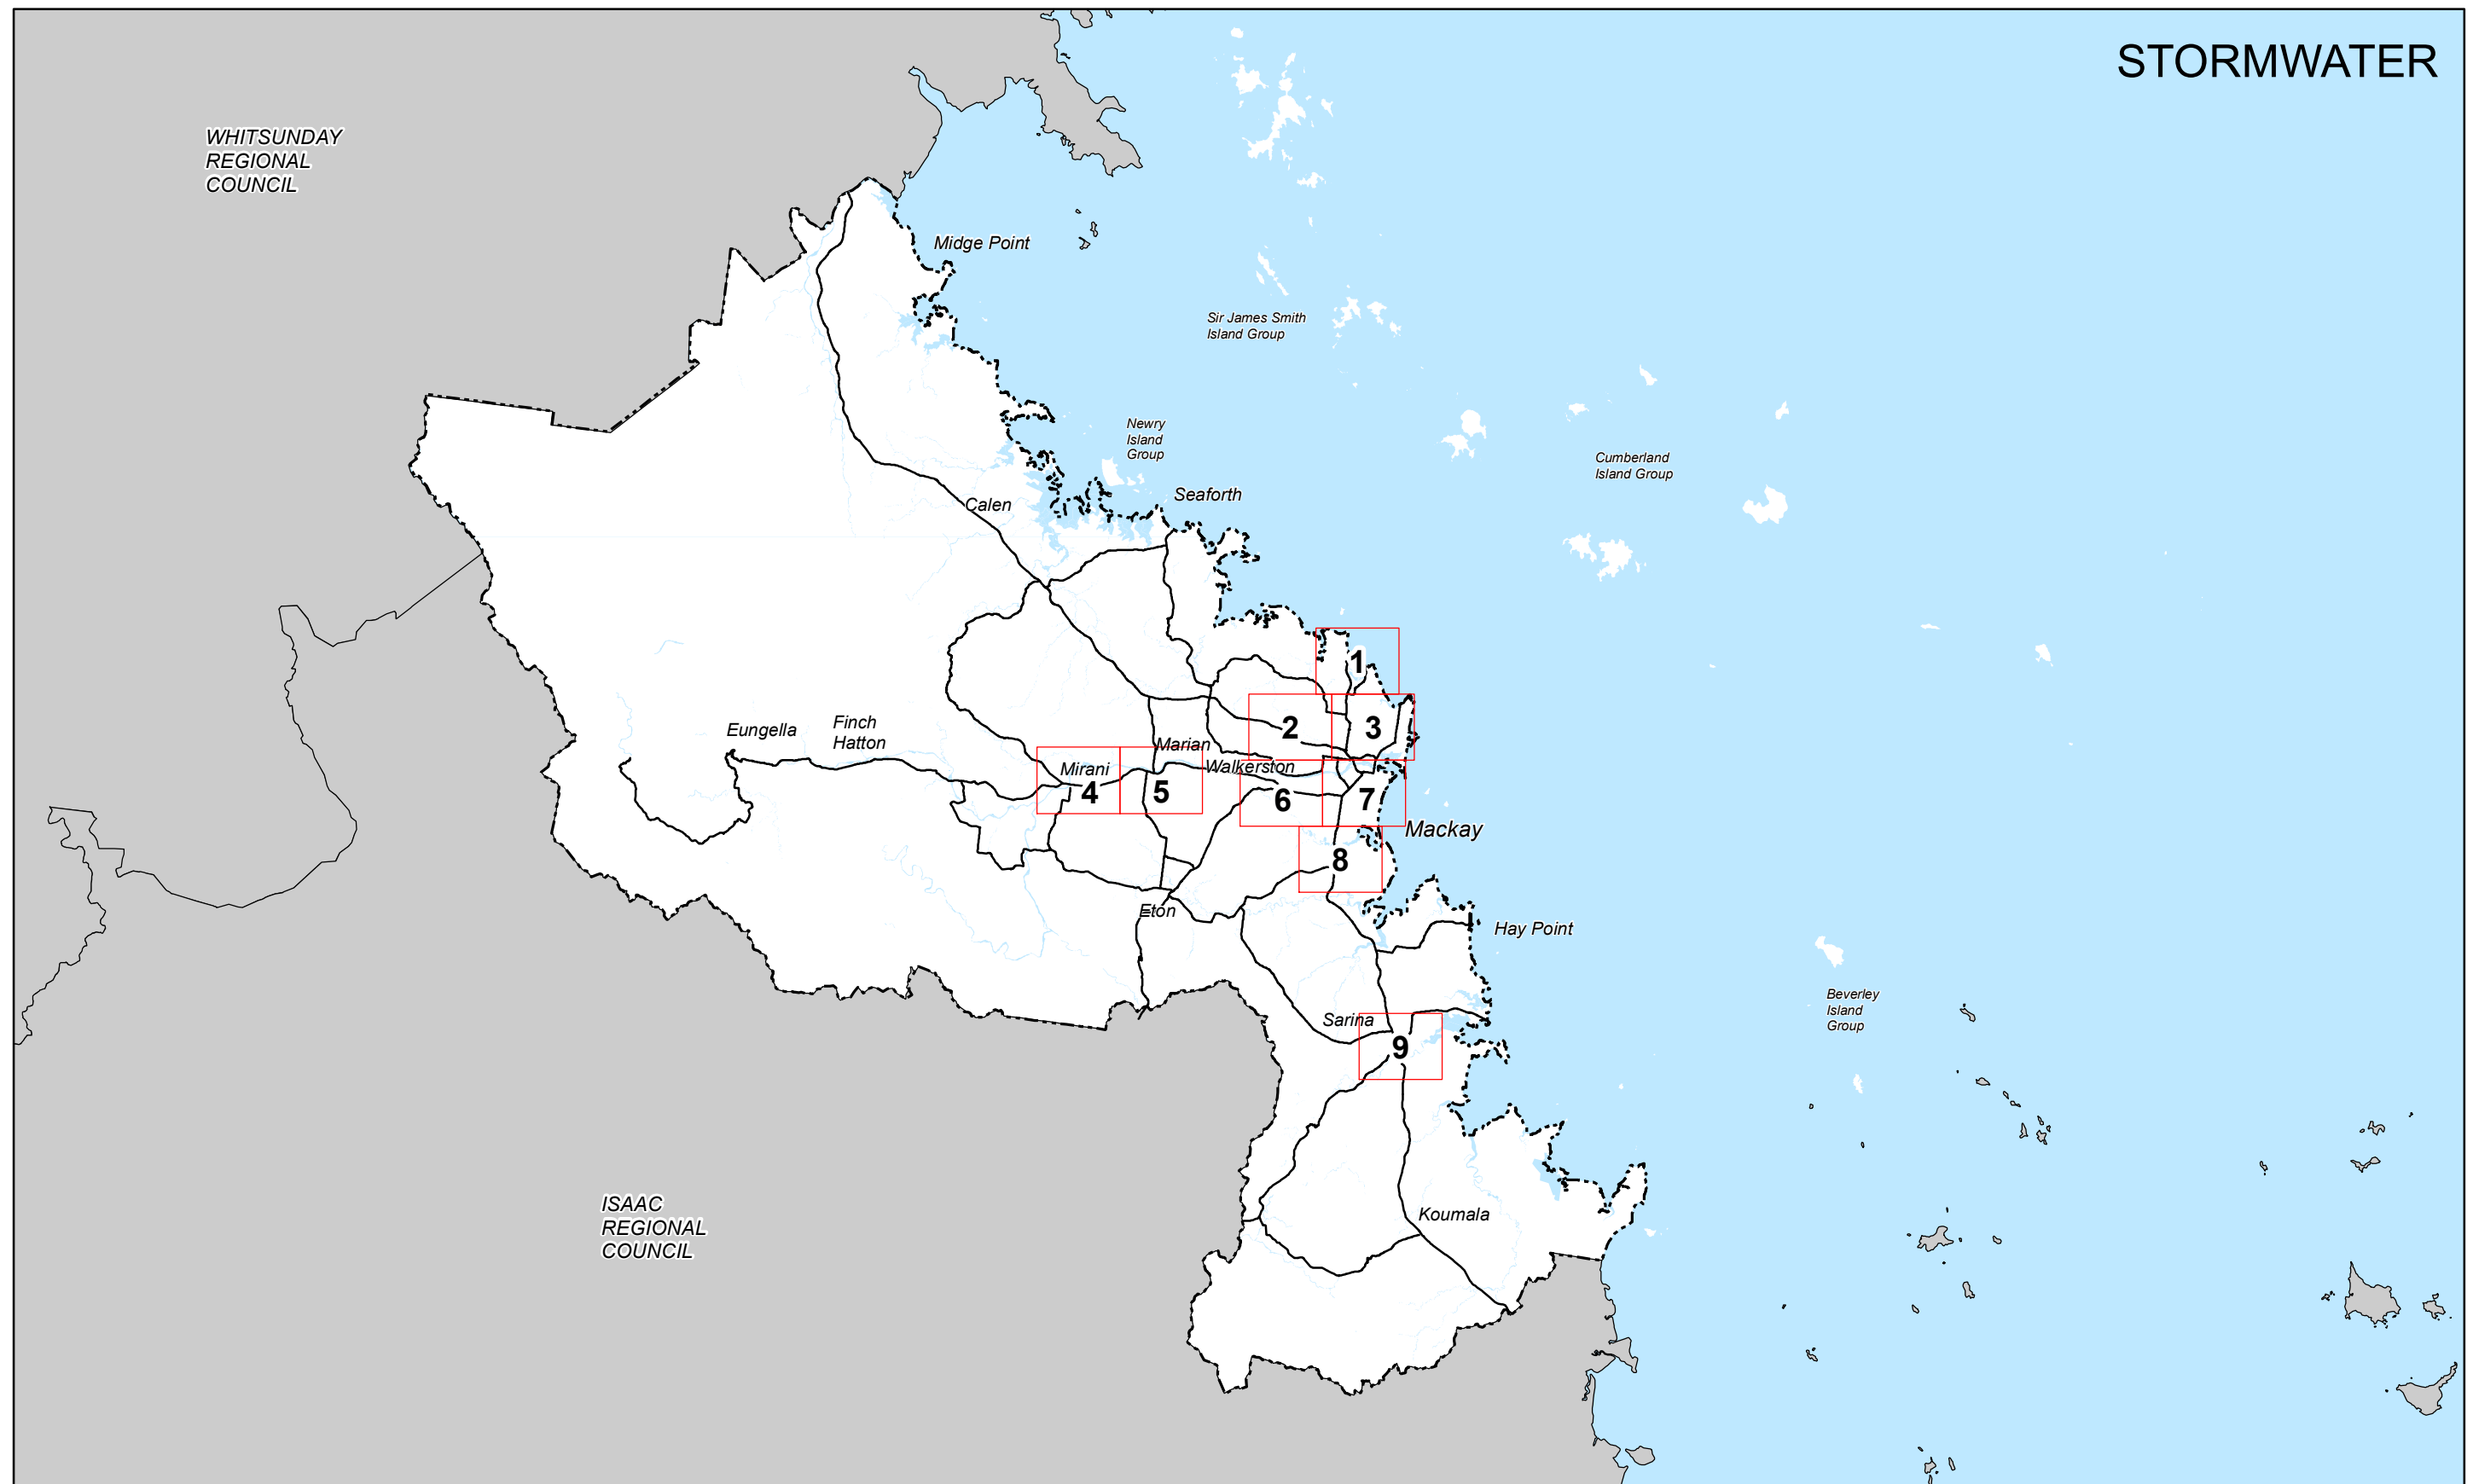 STORMWATER
WHITSUNDAY
REGIONAL
COUNCIL
Midge Point
Sir James Smith
Island Group
Newry
Island
Group
Cumberland
Island Group
Seaforth
Calen
1
Eungella
Finch
Hatton
2
3
Marian
Mirani
Walkerston
4
5
6
7
Mackay
8
Eton
Hay Point
Beverley
Island
Group
Sarina
9
ISAAC
REGIONAL
COUNCIL
Koumala